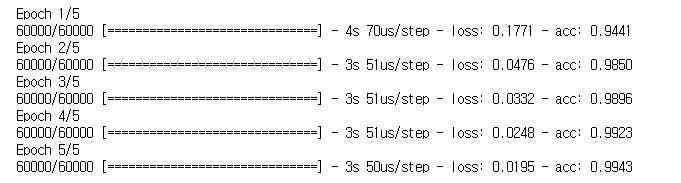 Epoch 1/5
60000/60000 [==============================] - 4s 70us/step - loss: 0.1771 - acc: 0.9441
Epoch 2/5
60000/60000 [==============================] - 3s 51us/step - loss: 0.0476 - acc: 0.9850
Epoch 3/5
60000/60000 [==============================] - 3s 51us/step - loss: 0.0332 - acc: 0.9896
Epoch 4/5
60000/60000 [==============================] - 3s 51us/step - loss: 0.0248 - acc: 0.9923
Epoch 5/5
60000/60000 [==============================] - 3s 50us/step - loss: 0.0195 - acc: 0.9943